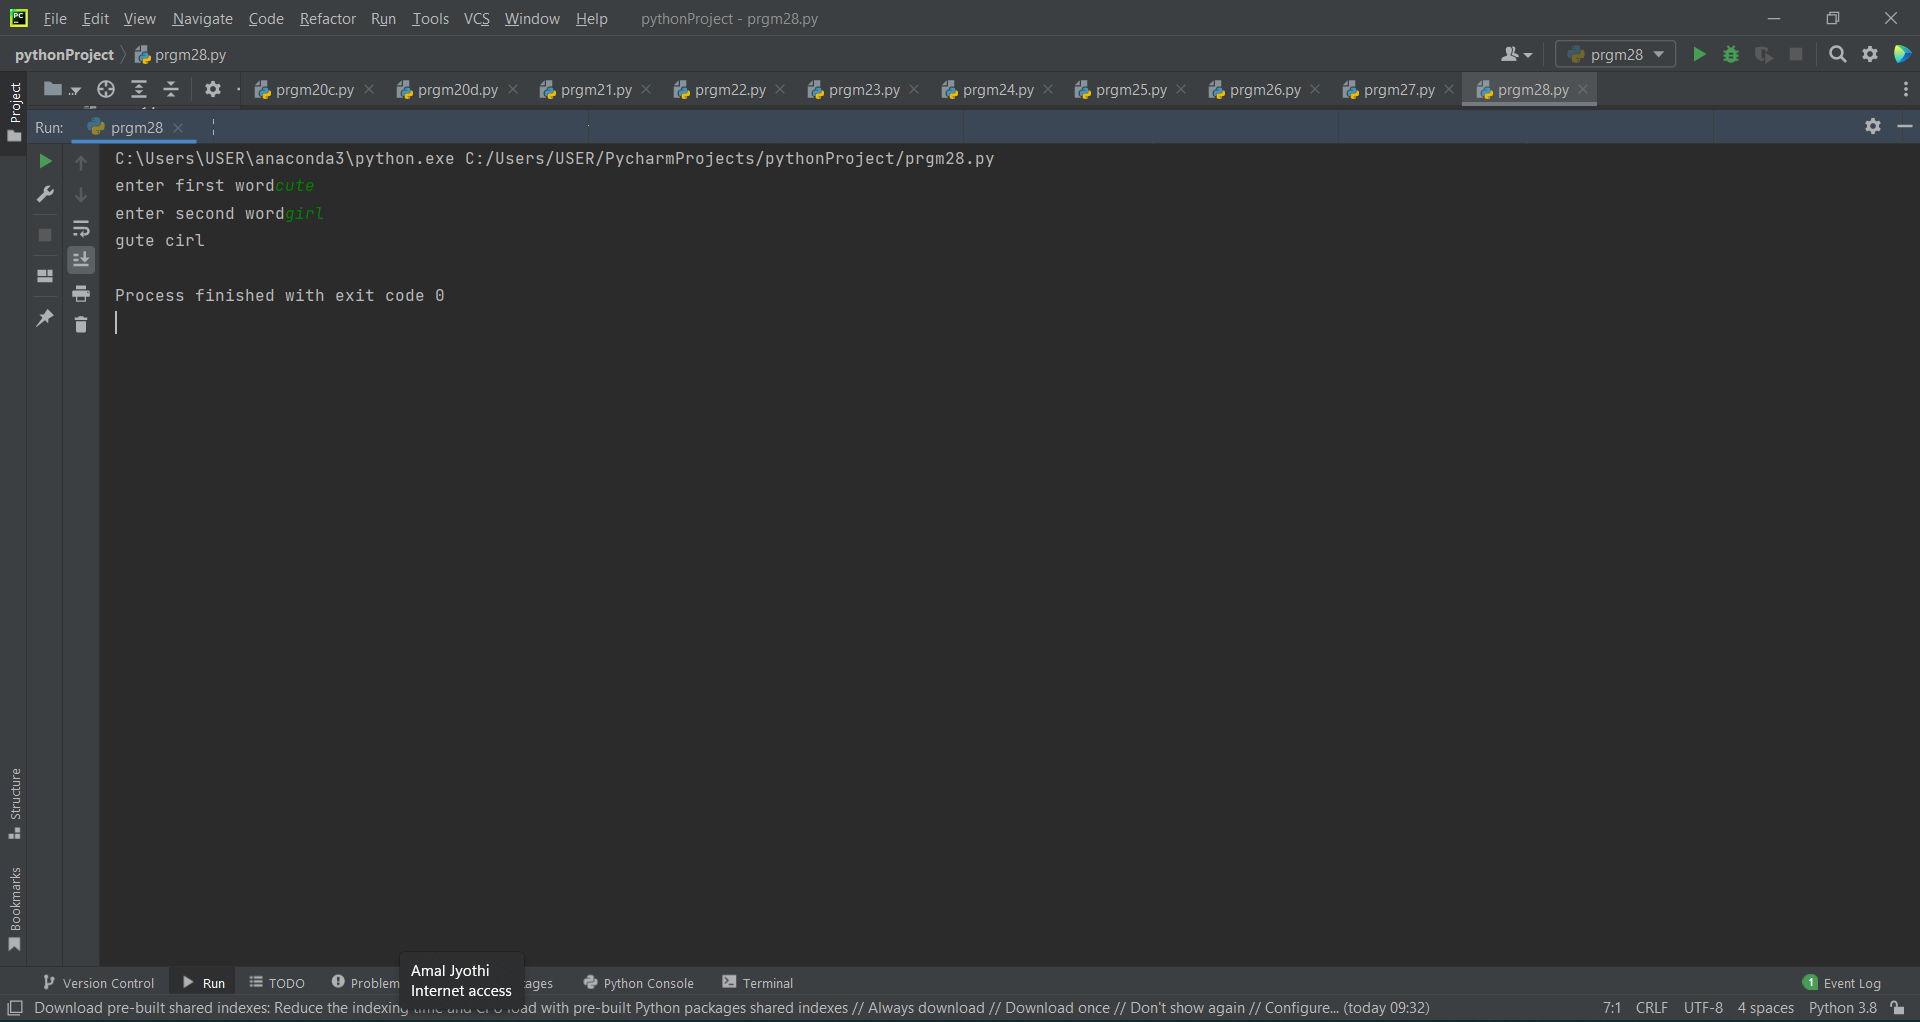 File Edit View Navigate Code Refactor Run Tools VCS Window Help pythonProject - prgm28.py
pythonProject prgm28.py prgm28
Project
prgm20c.py prgm20d.py prgm21.py prgm22.py prgm23.py prgm24.py prgm25.py prgm26.py prgm27.py prgm28.py
Run: prgm28
C:\Users\USER\anaconda3\python.exe C:/Users/USER/PycharmProjects/pythonProject/prgm28.py
enter first wordcute
enter second wordgirl
gute cirl
Process finished with exit code 0
Structure
Bookmarks
Amal Jyothi
Internet access
Version Control Run TODO Problem ages Python Console Terminal 1 Event Log
Download pre-built shared indexes: Reduce the indexing time and CPU load with pre-built Python packages shared indexes // Always download // Download once // Don't show again // Configure... (today 09:32) 7:1 CRLF UTF-8 4 spaces Python 3.8